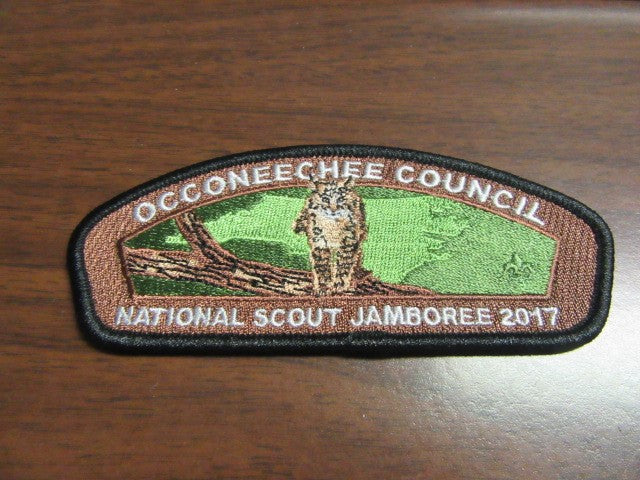 OCCONEECHEE COUNCIL
NATIONAL SCOUT JAMBOREE 2017